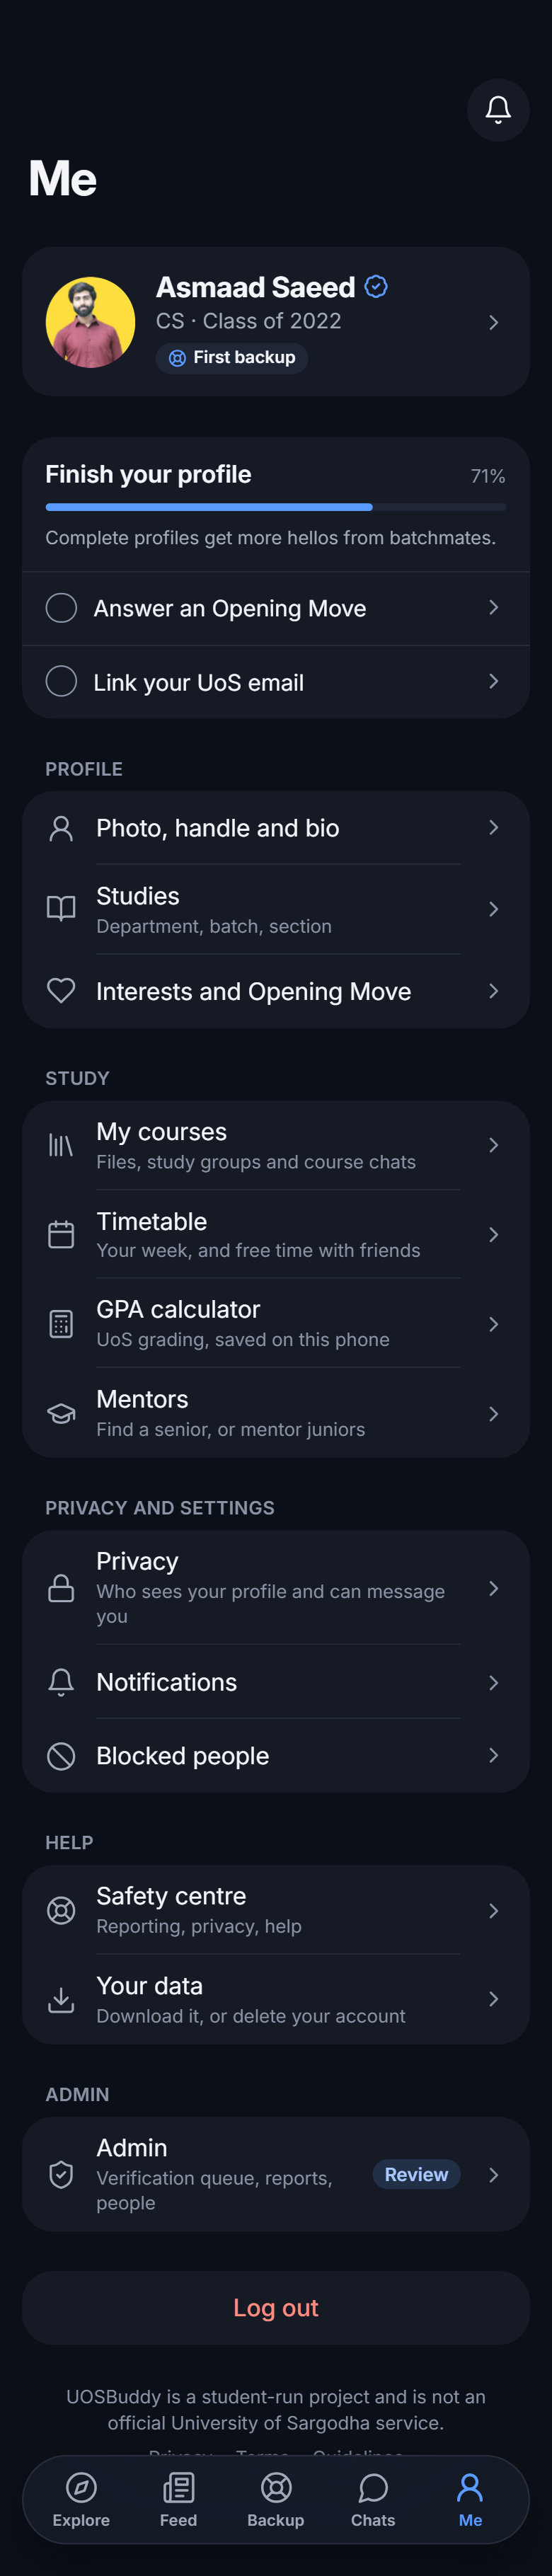 Me
Asmaad Saeed
CS · Class of 2022
First backup
Finish your profile
71%
Complete profiles get more hellos from batchmates.
Answer an Opening Move
Link your UoS email
PROFILE
Photo, handle and bio
Studies
Department, batch, section
Interests and Opening Move
STUDY
My courses
Files, study groups and course chats
Timetable
Your week, and free time with friends
GPA calculator
UoS grading, saved on this phone
Mentors
Find a senior, or mentor juniors
PRIVACY AND SETTINGS
Privacy
Who sees your profile and can message
you
Notifications
Blocked people
HELP
Safety centre
Reporting, privacy, help
Your data
Download it, or delete your account
ADMIN
Admin
Verification queue, reports,
people
Review
Log out
UOSBuddy is a student-run project and is not an
official University of Sargodha service.
Privacy Terms Guidelines
Explore
Feed
Backup
Chats
Me